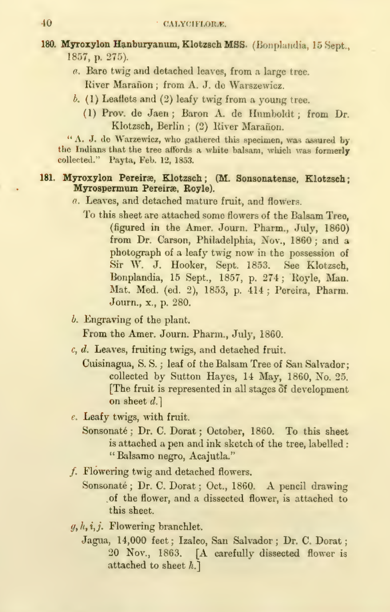 40
CALYCIFLORÆ.
180. Myroxylon Hanburyanum, Klotzsch MSS. (Bonplandia, 15 Sept.,
1857, p. 275).
a. Bare twig and detached leaves, from a large tree.
River Marañon; from A. J. de Warszewicz.
b. (1) Leaflets and (2) leafy twig from a young tree.
(1) Prov. de Jaen; Baron A. de Humboldt; from Dr.
Klotzsch, Berlin; (2) River Marañon.
"A. J. de Warzewicz, who gathered this specimen, was assured by
the Indians that the tree affords a white balsam, which was formerly
collected." Payta, Feb. 12, 1853.
181. Myroxylon Pereiræ, Klotzsch; (M. Sonsonatense, Klotzsch;
Myrospermum Pereiræ, Royle).
a. Leaves, and detached mature fruit, and flowers.
To this sheet are attached some flowers of the Balsam Tree,
(figured in the Amer. Journ. Pharm., July, 1860)
from Dr. Carson, Philadelphia, Nov., 1860; and a
photograph of a leafy twig now in the possession of
Sir W. J. Hooker, Sept. 1853. See Klotzsch,
Bonplandia, 15 Sept., 1857, p. 274; Royle, Man.
Mat. Med. (ed. 2), 1853, p. 414; Pereira, Pharm.
Journ., x., p. 280.
b. Engraving of the plant.
From the Amer. Journ. Pharm., July, 1860.
c, d. Leaves, fruiting twigs, and detached fruit.
Cuisinagua, S. S.; leaf of the Balsam Tree of San Salvador;
collected by Sutton Hayes, 14 May, 1860, No. 25.
[The fruit is represented in all stages of development
on sheet d.]
e. Leafy twigs, with fruit.
Sonsonaté; Dr. C. Dorat; October, 1860. To this sheet
is attached a pen and ink sketch of the tree, labelled:
"Balsamo negro, Acajutla."
f. Flowering twig and detached flowers.
Sonsonaté; Dr. C. Dorat; Oct., 1860. A pencil drawing
of the flower, and a dissected flower, is attached to
this sheet.
g, h, i, j. Flowering branchlet.
Jagua, 14,000 feet; Izalco, San Salvador; Dr. C. Dorat;
20 Nov., 1863. [A carefully dissected flower is
attached to sheet h.]